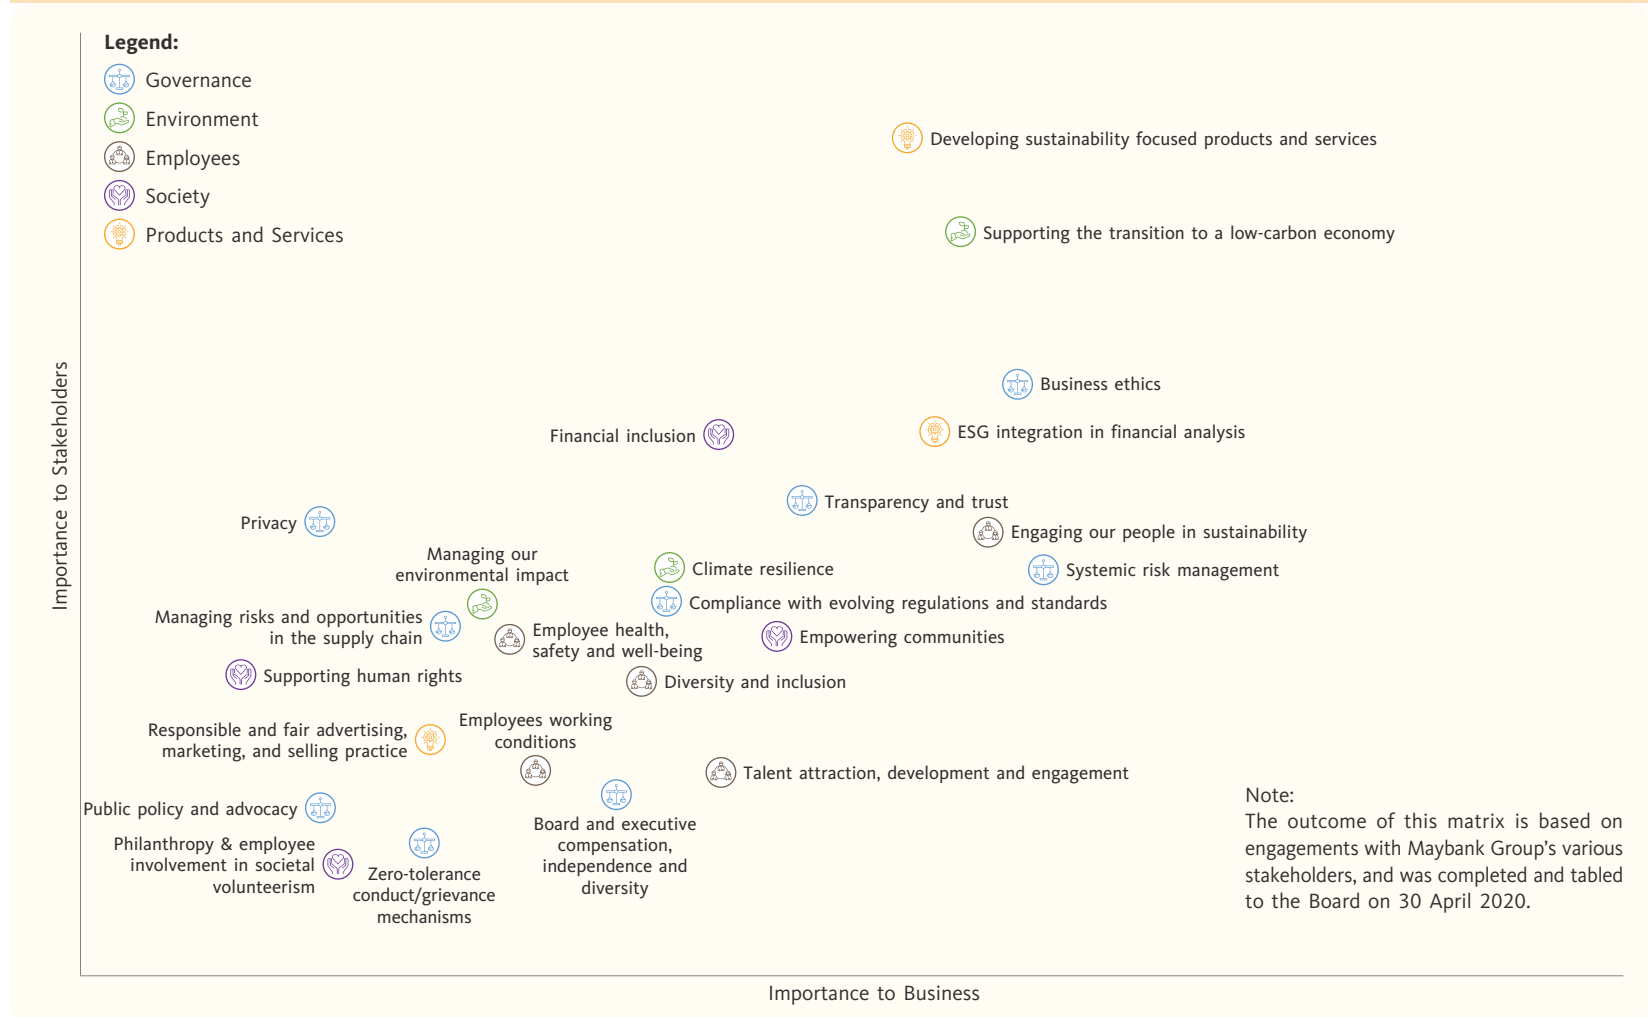 Legend:
Governance
Environment
Employees
Society
Products and Services
Developing sustainability focused products and services
Supporting the transition to a low-carbon economy
Importance to Stakeholders
Business ethics
Financial inclusion
ESG integration in financial analysis
Transparency and trust
Privacy
Engaging our people in sustainability
Managing our
environmental impact
Climate resilience
Systemic risk management
Compliance with evolving regulations and standards
Managing risks and opportunities
in the supply chain
Employee health,
safety and well-being
Empowering communities
Supporting human rights
Diversity and inclusion
Responsible and fair advertising,
marketing, and selling practice
Employees working
conditions
Talent attraction, development and engagement
Public policy and advocacy
Board and executive
compensation,
independence and
diversity
Philanthropy & employee
involvement in societal
volunteerism
Zero-tolerance
conduct/grievance
mechanisms
Note:
The outcome of this matrix is based on
engagements with Maybank Group's various
stakeholders, and was completed and tabled
to the Board on 30 April 2020.
Importance to Business